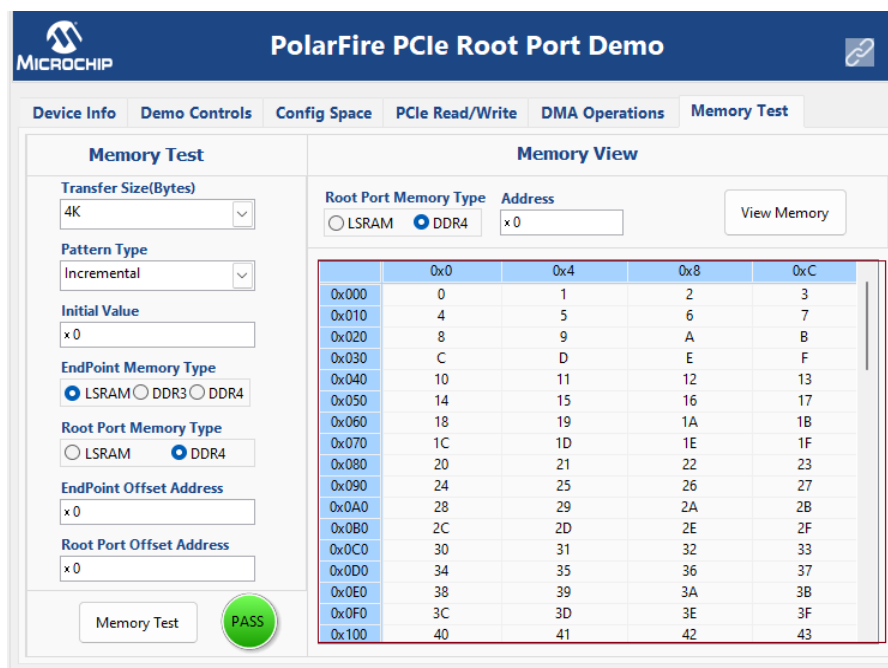 MICROCHIP
PolarFire PCIe Root Port Demo
Device Info Demo Controls Config Space PCIe Read/Write DMA Operations Memory Test
Memory Test
Transfer Size(Bytes)
4K
Pattern Type
Incremental
Initial Value
x 0
EndPoint Memory Type
LSRAM DDR3 DDR4
Root Port Memory Type
LSRAM DDR4
EndPoint Offset Address
x 0
Root Port Offset Address
x 0
Memory Test PASS
Memory View
Root Port Memory Type Address
LSRAM DDR4 x 0 View Memory
0x0 0x4 0x8 0xC
0x000 0 1 2 3
0x010 4 5 6 7
0x020 8 9 A B
0x030 C D E F
0x040 10 11 12 13
0x050 14 15 16 17
0x060 18 19 1A 1B
0x070 1C 1D 1E 1F
0x080 20 21 22 23
0x090 24 25 26 27
0x0A0 28 29 2A 2B
0x0B0 2C 2D 2E 2F
0x0C0 30 31 32 33
0x0D0 34 35 36 37
0x0E0 38 39 3A 3B
0x0F0 3C 3D 3E 3F
0x100 40 41 42 43